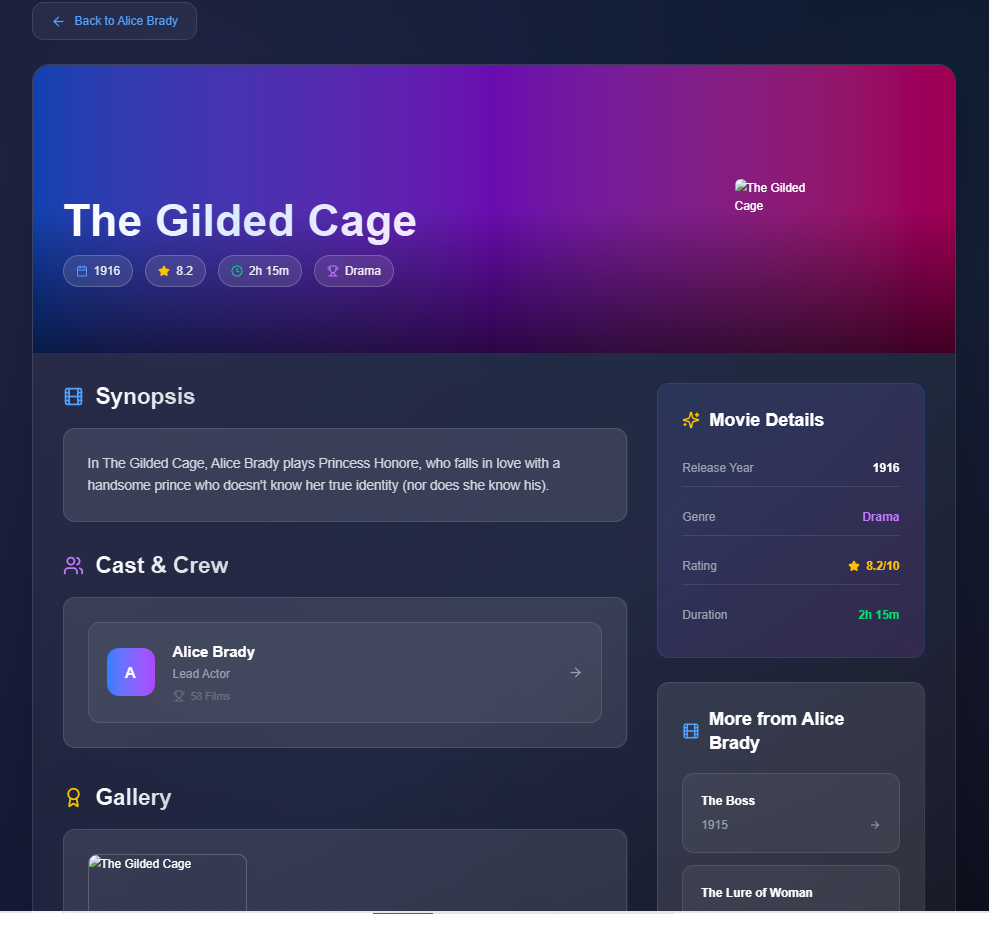 Back to Alice Brady
The Gilded
Cage
The Gilded Cage
1916
8.2
2h 15m
Drama
Synopsis
In The Gilded Cage, Alice Brady plays Princess Honore, who falls in love with a
handsome prince who doesn't know her true identity (nor does she know his).
Cast & Crew
A
Alice Brady
Lead Actor
58 Films
Gallery
The Gilded Cage
Movie Details
Release Year
1916
Genre
Drama
Rating
8.2/10
Duration
2h 15m
More from Alice
Brady
The Boss
1915
The Lure of Woman